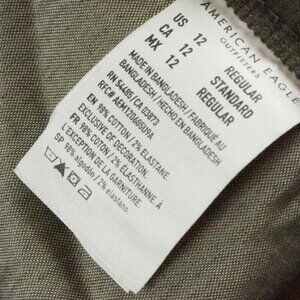 AMERICAN EAGLE
OUTFITTERS
US 12 REGULAR
CA 12 STANDARD
MX 12 REGULAR
MADE IN BANGLADESH / FABRIQUÉ AU
BANGLADESH / HECHO EN BANGLADESH
RN 54485 / CA 03873
RFC# AEM120405U9A
EN: 98% COTTON / 2% ELASTANE
EXCLUSIVE OF DECORATION.
FR: 98% COTON / 2% ÉLASTHANNE. À
L'EXCEPTION DE LA GARNITURE
SP: 98% algodón / 2% elastano